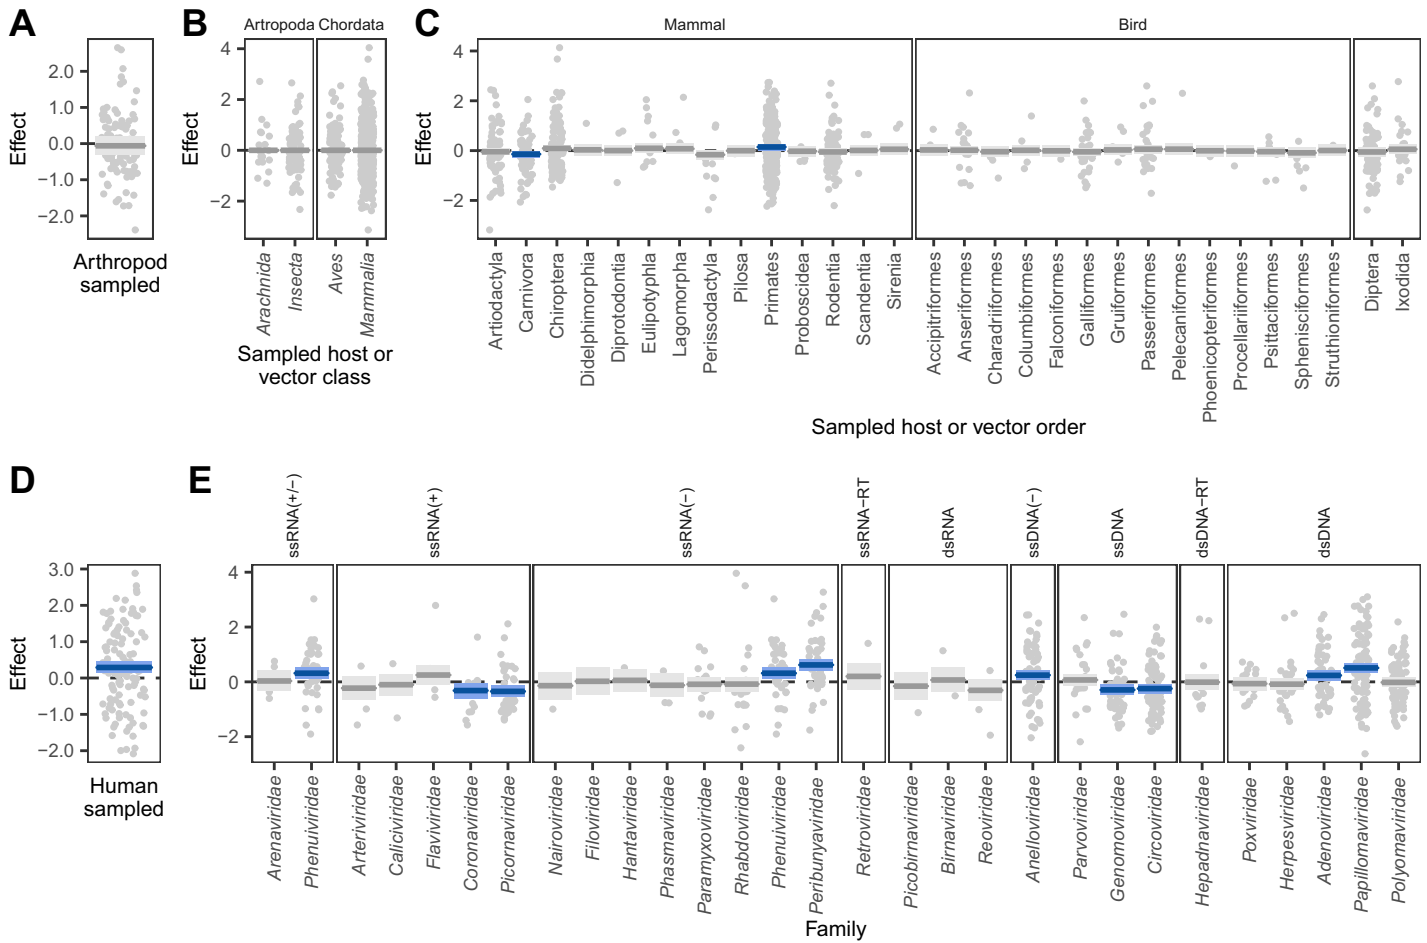 A
Effect
2.0
1.0
0.0
−1.0
−2.0
Arthropod
sampled
B
Artropoda Chordata
Effect
4
2
0
−2
Arachnida
Insecta
Aves
Mammalia
Sampled host or
vector class
C
Mammal
Bird
Effect
4
2
0
−2
Artiodactyla
Carnivora
Chiroptera
Didelphimorphia
Diprotodontia
Eulipotyphla
Lagomorpha
Perissodactyla
Pilosa
Primates
Proboscidea
Rodentia
Scandentia
Sirenia
Accipitriformes
Anseriformes
Charadriiformes
Columbiformes
Falconiformes
Galliformes
Gruiformes
Passeriformes
Pelecaniformes
Phoenicopteriformes
Procellariiformes
Psittaciformes
Sphenisciformes
Struthioniformes
Diptera
Ixodida
Sampled host or vector order
D
Effect
3.0
2.0
1.0
0.0
−1.0
−2.0
Human
sampled
E
ssRNA(+/−)
ssRNA(+)
ssRNA(−)
ssRNA−RT
dsRNA
ssDNA(−)
ssDNA
dsDNA−RT
dsDNA
Effect
4
2
0
−2
Arenaviridae
Phenuiviridae
Arteriviridae
Caliciviridae
Flaviviridae
Coronaviridae
Picornaviridae
Nairoviridae
Filoviridae
Hantaviridae
Phasmaviridae
Paramyxoviridae
Rhabdoviridae
Phenuiviridae
Peribunyaviridae
Retroviridae
Picobirnaviridae
Birnaviridae
Reoviridae
Anelloviridae
Parvoviridae
Genomoviridae
Circoviridae
Hepadnaviridae
Poxviridae
Herpesviridae
Adenoviridae
Papillomaviridae
Polyomaviridae
Family